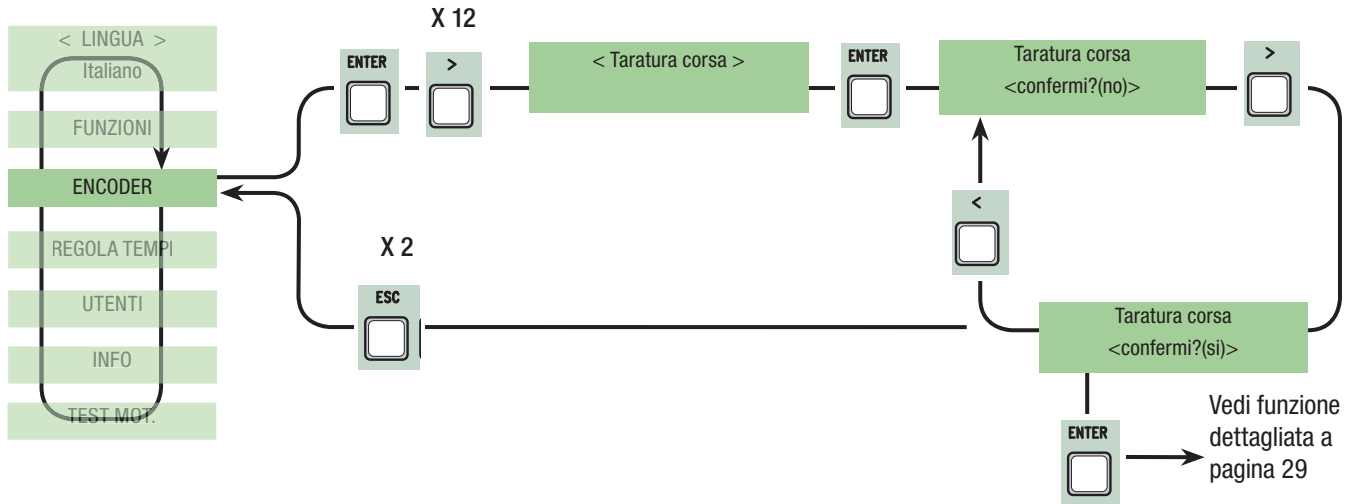 X 12
< LINGUA >
Italiano
FUNZIONI
ENCODER
REGOLA TEMPI
UTENTI
INFO
TEST MOT.
ENTER
>
< Taratura corsa >
ENTER
Taratura corsa
<confermi?(no)>
>
<
X 2
ESC
Taratura corsa
<confermi?(si)>
ENTER
Vedi funzione
dettagliata a
pagina 29